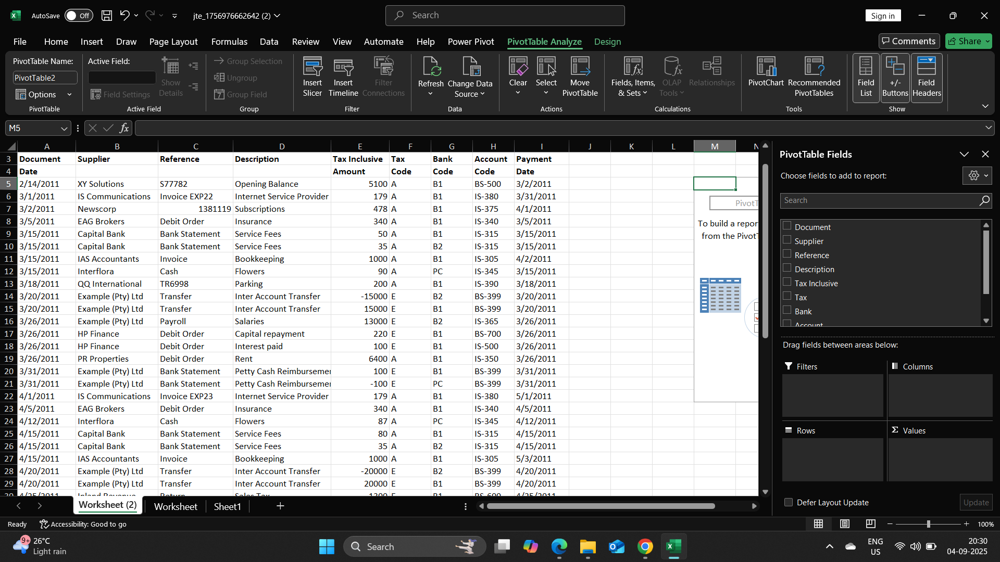 AutoSave Off jte_1756976662642 (2) Search Sign in
File Home Insert Draw Page Layout Formulas Data Review View Automate Help Power Pivot PivotTable Analyze Design Comments Share
PivotTable Name:
PivotTable2
Options
PivotTable
Active Field:
Field Settings
Show
Details
Active Field
Group Selection
Ungroup
Group Field
Group
Insert
Slicer
Insert
Timeline
Filter
Connections
Filter
Refresh
Change Data
Source
Data
Clear
Select
Move
PivotTable
Actions
Fields, Items,
& Sets
OLAP
Tools
Relationships
Calculations
PivotChart
Recommended
PivotTables
Tools
Field
List
+/-
Buttons
Field
Headers
Show
M5 fx
A B C D E F G H I J K L M N
3 Document Supplier Reference Description Tax Inclusive Tax Bank Account Payment
4 Date Amount Code Code Code Date
5 2/14/2011 XY Solutions S77782 Opening Balance 5100 A B1 BS-500 3/2/2011
6 3/1/2011 IS Communications Invoice EXP22 Internet Service Provider 179 A B1 IS-380 3/31/2011
7 3/2/2011 Newscorp 1381119 Subscriptions 478 A B1 IS-375 4/1/2011
8 3/5/2011 EAG Brokers Debit Order Insurance 340 A B1 IS-340 3/5/2011
9 3/15/2011 Capital Bank Bank Statement Service Fees 50 A B1 IS-315 3/15/2011
10 3/15/2011 Capital Bank Bank Statement Service Fees 35 A B2 IS-315 3/15/2011
11 3/15/2011 IAS Accountants Invoice Bookkeeping 1000 A B1 IS-305 4/2/2011
12 3/15/2011 Interflora Cash Flowers 90 A PC IS-345 3/15/2011
13 3/18/2011 QQ International TR6998 Parking 200 A B1 IS-390 3/18/2011
14 3/20/2011 Example (Pty) Ltd Transfer Inter Account Transfer -15000 E B2 BS-399 3/20/2011
15 3/20/2011 Example (Pty) Ltd Transfer Inter Account Transfer 15000 E B1 BS-399 3/20/2011
16 3/26/2011 Example (Pty) Ltd Payroll Salaries 13000 E B2 IS-365 3/26/2011
17 3/26/2011 HP Finance Debit Order Capital repayment 220 E B1 BS-700 3/26/2011
18 3/26/2011 HP Finance Debit Order Interest paid 100 E B1 IS-500 3/26/2011
19 3/26/2011 PR Properties Debit Order Rent 6400 A B1 IS-350 3/26/2011
20 3/31/2011 Example (Pty) Ltd Bank Statement Petty Cash Reimbursemen 100 E B1 BS-399 3/31/2011
21 3/31/2011 Example (Pty) Ltd Bank Statement Petty Cash Reimbursemen -100 E PC BS-399 3/31/2011
22 4/1/2011 IS Communications Invoice EXP23 Internet Service Provider 179 A B1 IS-380 5/1/2011
23 4/5/2011 EAG Brokers Debit Order Insurance 340 A B1 IS-340 4/5/2011
24 4/12/2011 Interflora Cash Flowers 87 A PC IS-345 4/12/2011
25 4/15/2011 Capital Bank Bank Statement Service Fees 80 A B1 IS-315 4/15/2011
26 4/15/2011 Capital Bank Bank Statement Service Fees 35 A B2 IS-315 4/15/2011
27 4/15/2011 IAS Accountants Invoice Bookkeeping 1000 A B1 IS-305 5/3/2011
28 4/20/2011 Example (Pty) Ltd Transfer Inter Account Transfer -20000 E B2 BS-399 4/20/2011
29 4/20/2011 Example (Pty) Ltd Transfer Inter Account Transfer 20000 E B1 BS-399 4/20/2011
30 4/25/2011 Inland Revenue Return Sales Tax 1200 E B1 BS-600 4/25/2011
PivotT
To build a repor
from the PivotT
PivotTable Fields
Choose fields to add to report:
Search
Document
Supplier
Reference
Description
Tax Inclusive
Tax
Bank
Account
Drag fields between areas below:
Filters Columns
Rows Values
Defer Layout Update Update
Worksheet (2) Worksheet Sheet1
Ready Accessibility: Good to go 100%
9+ 26°C
Light rain
Search
ENG
US
20:30
04-09-2025